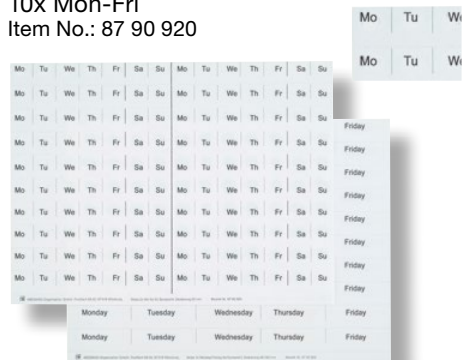 10x Mon-Fri
Item No.: 87 90 920
Mo Tu We
Mo Tu We
Mo Tu We Th Fr Sa Su Mo Tu We Th Fr Sa Su
Mo Tu We Th Fr Sa Su Mo Tu We Th Fr Sa Su
Mo Tu We Th Fr Sa Su Mo Tu We Th Fr Sa Su
Mo Tu We Th Fr Sa Su Mo Tu We Th Fr Sa Su
Mo Tu We Th Fr Sa Su Mo Tu We Th Fr Sa Su
Mo Tu We Th Fr Sa Su Mo Tu We Th Fr Sa Su
Mo Tu We Th Fr Sa Su Mo Tu We Th Fr Sa Su
Mo Tu We Th Fr Sa Su Mo Tu We Th Fr Sa Su
Mo Tu We Th Fr Sa Su Mo Tu We Th Fr Sa Su
Mo Tu We Th Fr Sa Su Mo Tu We Th Fr Sa Su
Friday
Friday
Friday
Friday
Friday
Friday
Friday
Friday
Monday Tuesday Wednesday Thursday Friday
Monday Tuesday Wednesday Thursday Friday